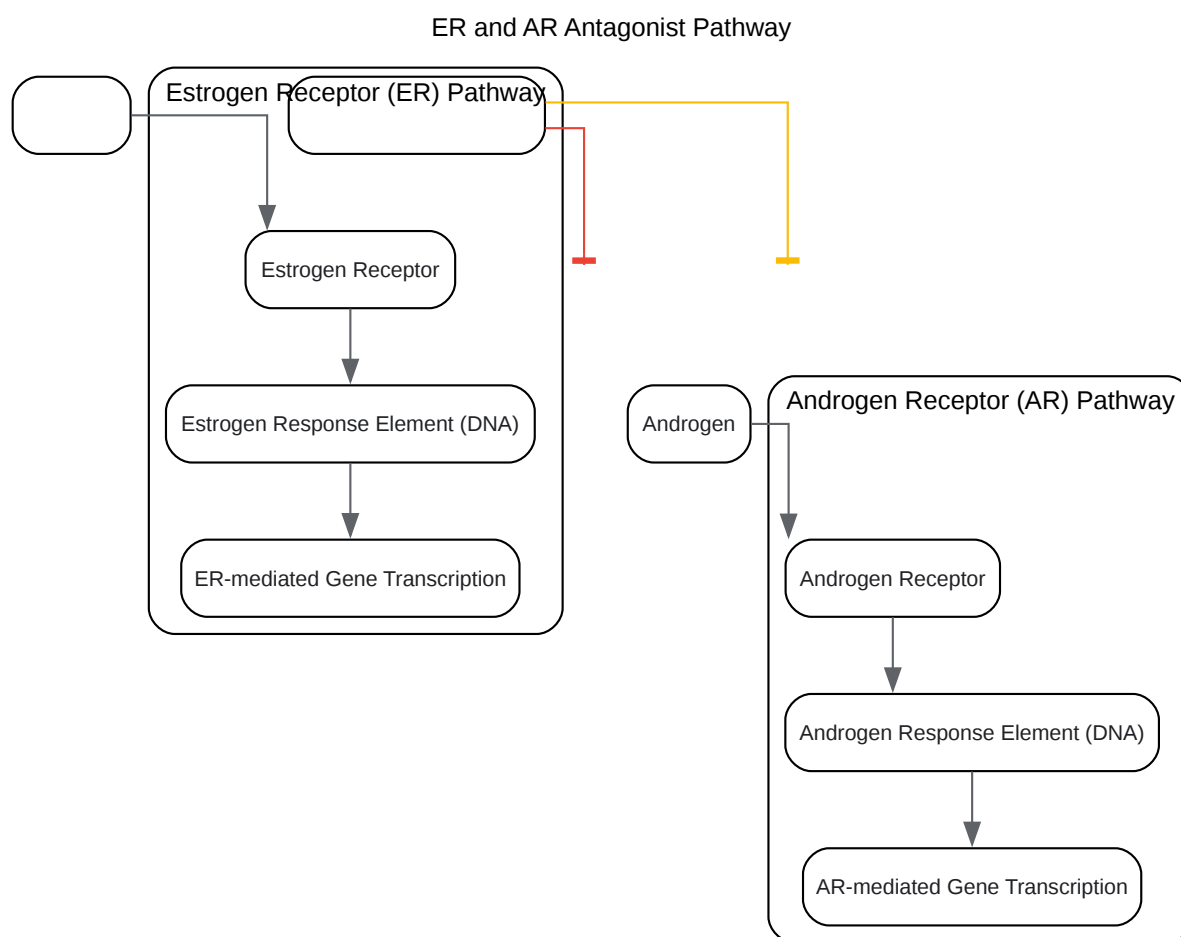 ER and AR Antagonist Pathway
Estrogen Receptor (ER) Pathway
Estrogen Receptor
Estrogen Response Element (DNA)
ER-mediated Gene Transcription
Androgen
Androgen Receptor (AR) Pathway
Androgen Receptor
Androgen Response Element (DNA)
AR-mediated Gene Transcription